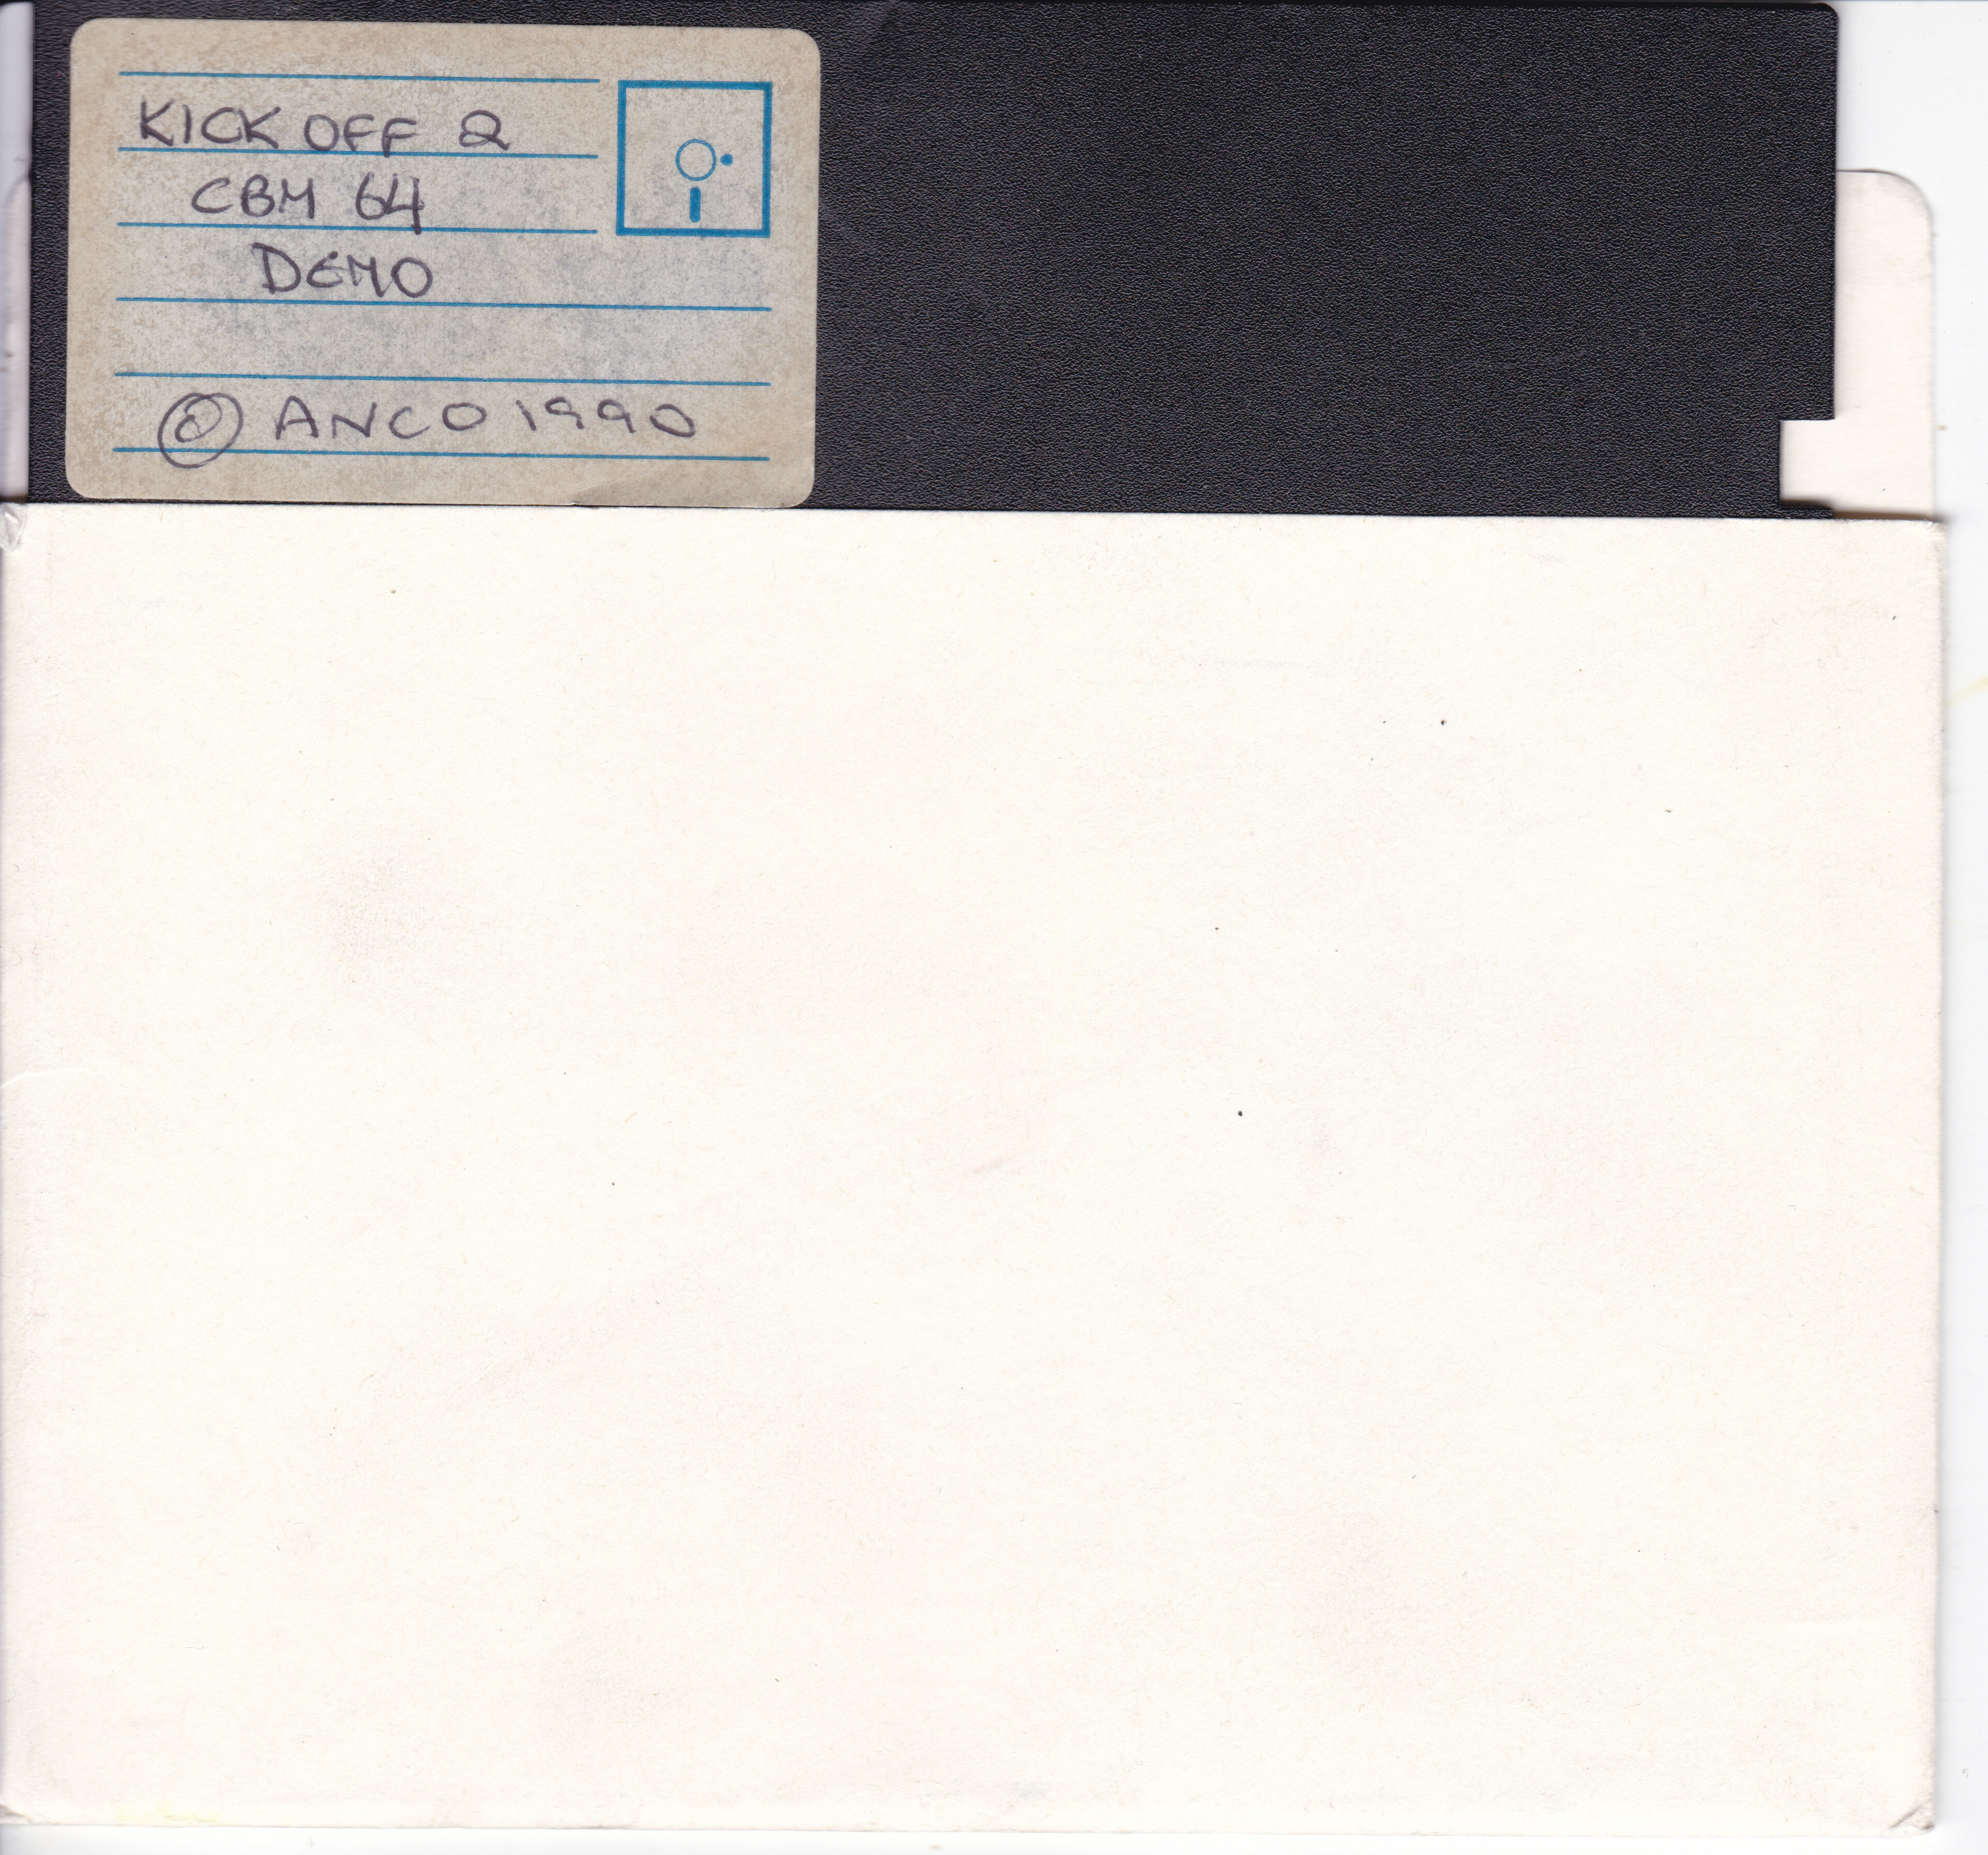 KICK OFF 2
CBM 64
DEMO
© ANCO 1990